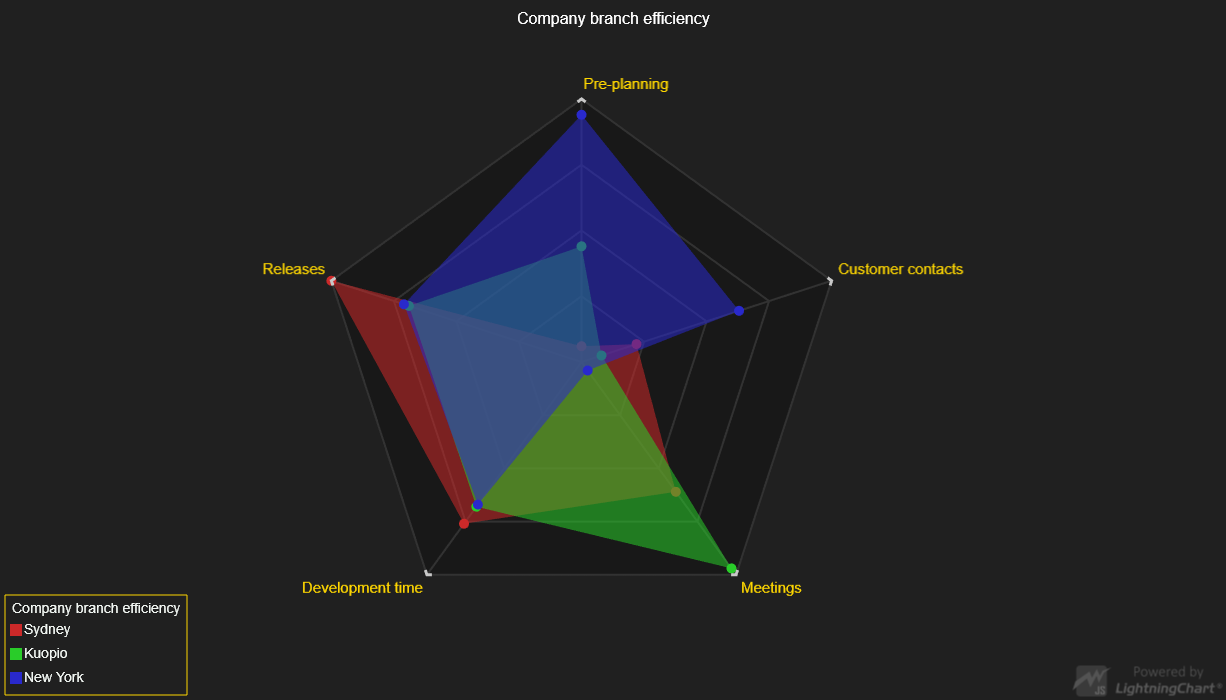 Company branch efficiency
Pre-planning
Releases
Customer contacts
Development time
Meetings
Company branch efficiency
Sydney
Kuopio
New York
Powered by
JS LightningChart®